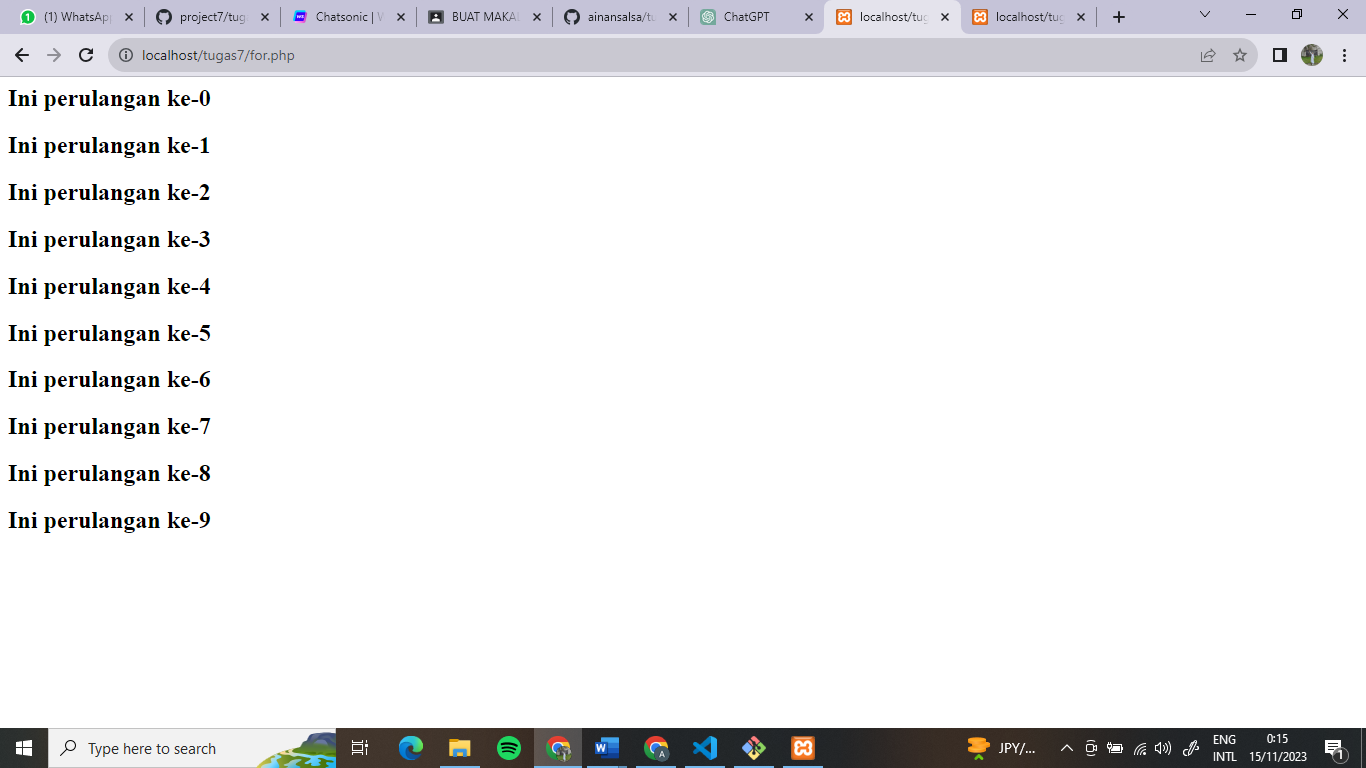 (1) WhatsApp
project7/tug
Chatsonic | W
BUAT MAKAL
ainansalsa/tu
ChatGPT
localhost/tug
localhost/tug
localhost/tugas7/for.php
Ini perulangan ke-0
Ini perulangan ke-1
Ini perulangan ke-2
Ini perulangan ke-3
Ini perulangan ke-4
Ini perulangan ke-5
Ini perulangan ke-6
Ini perulangan ke-7
Ini perulangan ke-8
Ini perulangan ke-9
Type here to search
JPY/...
ENG
INTL
0:15
15/11/2023
1